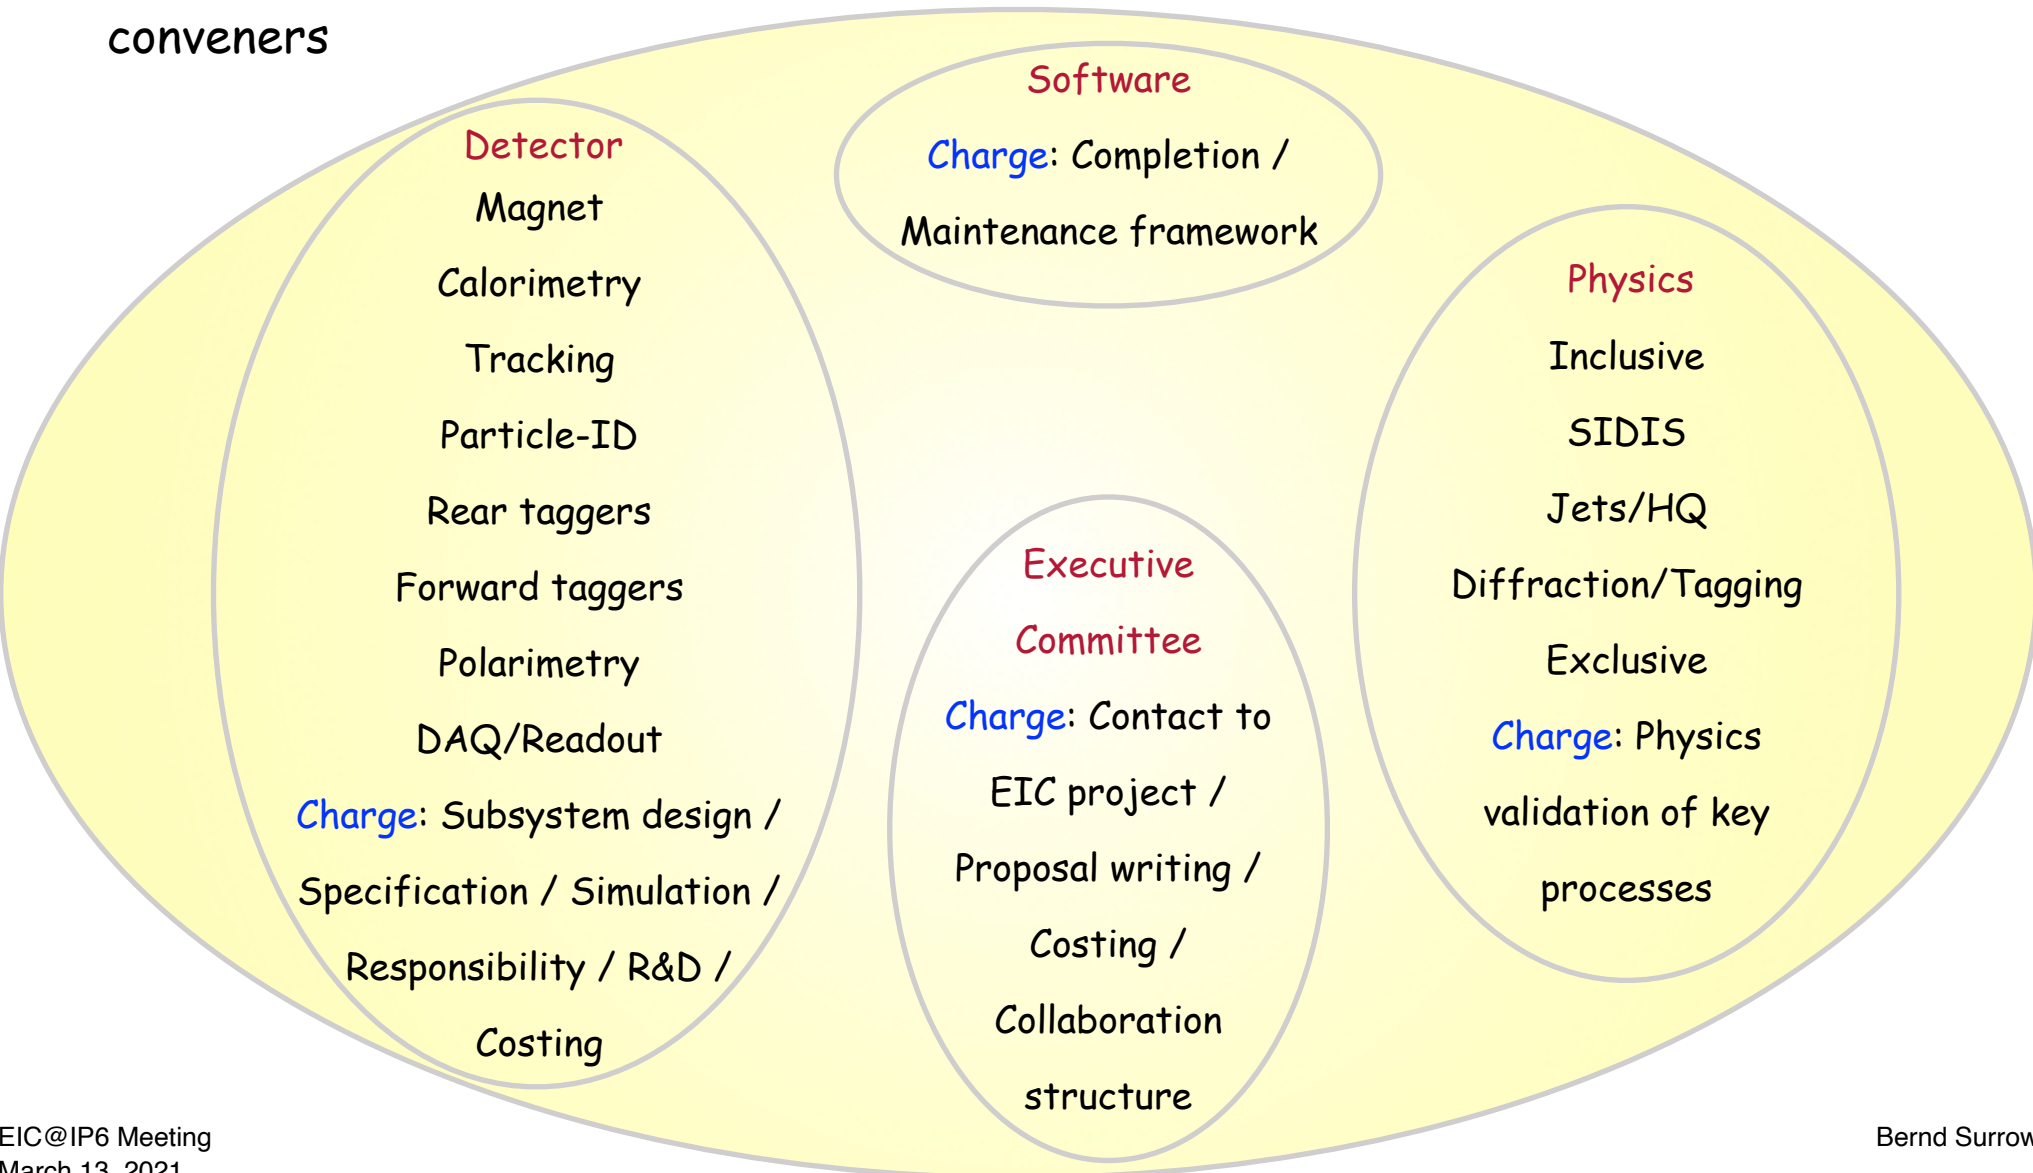 conveners
Detector
Magnet
Calorimetry
Tracking
Particle-ID
Rear taggers
Forward taggers
Polarimetry
DAQ/Readout
Charge: Subsystem design /
Specification / Simulation /
Responsibility / R&D /
Costing
Software
Charge: Completion /
Maintenance framework
Executive
Committee
Charge: Contact to
EIC project /
Proposal writing /
Costing /
Collaboration
structure
Physics
Inclusive
SIDIS
Jets/HQ
Diffraction/Tagging
Exclusive
Charge: Physics
validation of key
processes
EIC@IP6 Meeting
March 13, 2021
Bernd Surrow